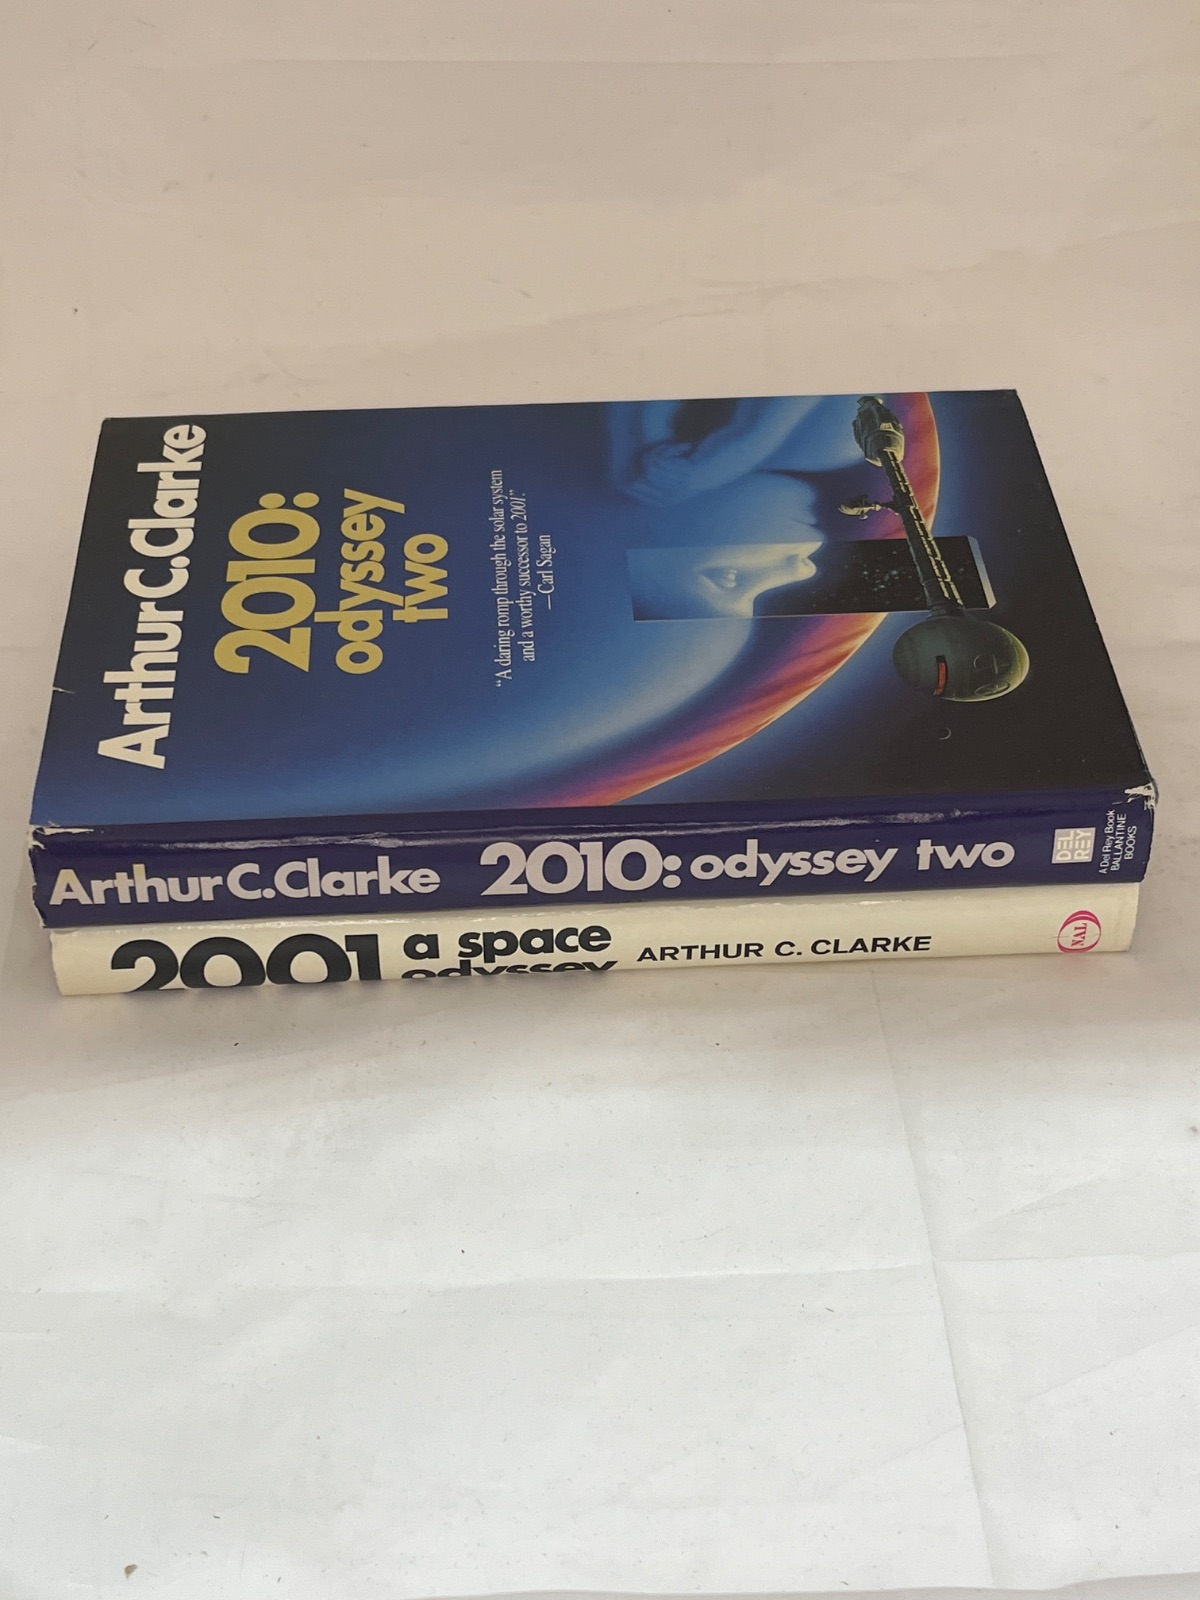 Arthur C. Clarke
2010:
odyssey
two
"A daring romp through the solar system
and a worthy successor to 2001."
—Carl Sagan
Arthur C. Clarke 2010: odyssey two
DEL
REY
A Del Rey Book
BALLANTINE
BOOKS
2001 a space
odyssey
ARTHUR C. CLARKE
NAL